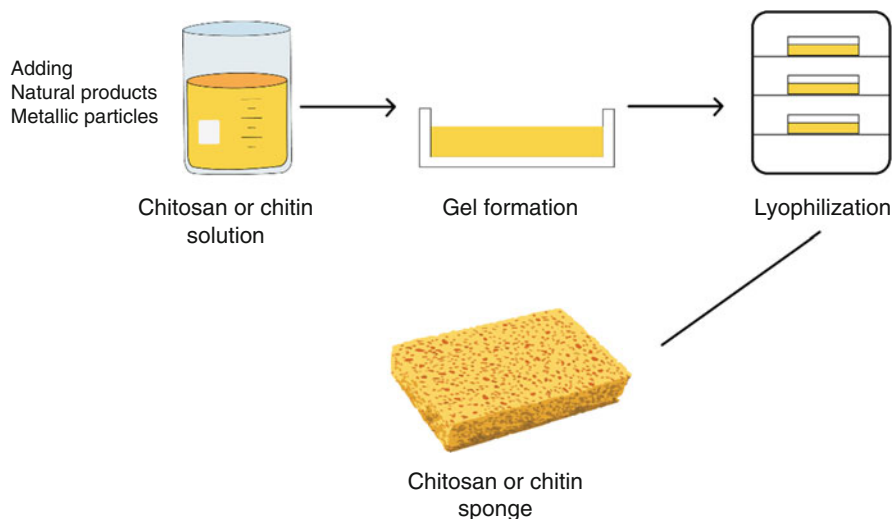 Adding
Natural products
Metallic particles
Chitosan or chitin
solution
Gel formation
Lyophilization
Chitosan or chitin
sponge